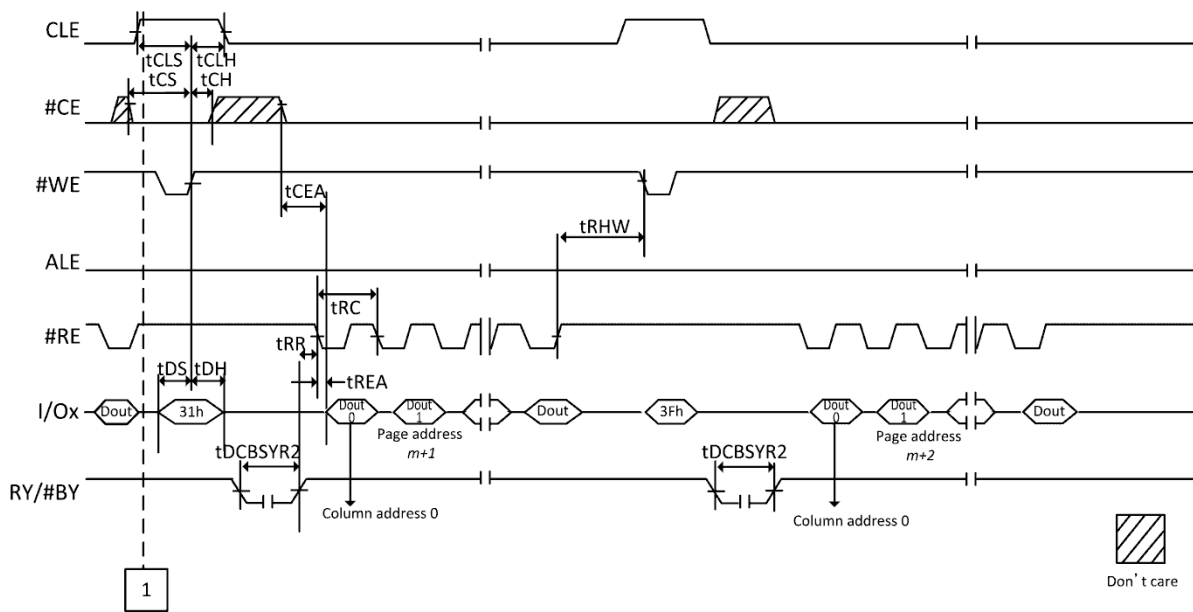 CLE
tCLS tCLH
tCS tCH
#CE
#WE
tCEA
tRHW
ALE
tRC
#RE
tRR
tDS tDH
tREA
I/Ox
Dout
31h
Dout
0
Dout
1
Dout
3Fh
Dout
0
Dout
1
Dout
Page address
m+1
Page address
m+2
tDCBSYR2
tDCBSYR2
RY/#BY
Column address 0
Column address 0
1
Don't care